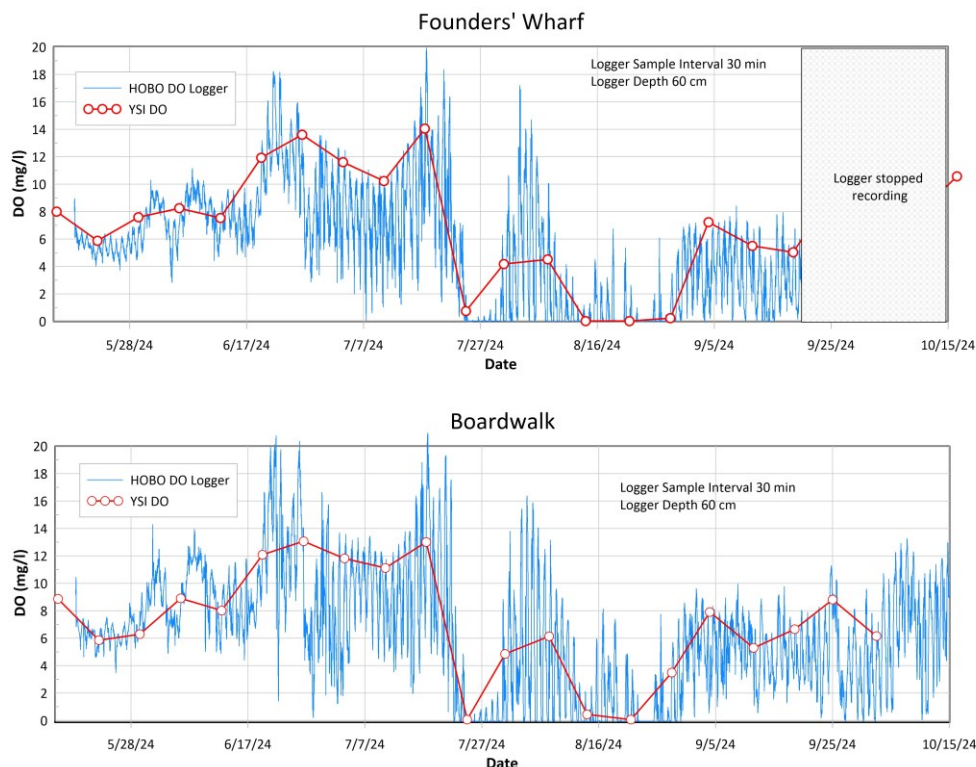 Founders' Wharf
20
18
16
14
12
10
8
6
4
2
0
DO (mg/l)
HOBO DO Logger
YSI DO
Logger Sample Interval 30 min
Logger Depth 60 cm
Logger stopped
recording
5/28/24
6/17/24
7/7/24
7/27/24
8/16/24
9/5/24
9/25/24
10/15/24
Date
Boardwalk
20
18
16
14
12
10
8
6
4
2
0
DO (mg/l)
HOBO DO Logger
YSI DO
Logger Sample Interval 30 min
Logger Depth 60 cm
5/28/24
6/17/24
7/7/24
7/27/24
8/16/24
9/5/24
9/25/24
10/15/24
Date